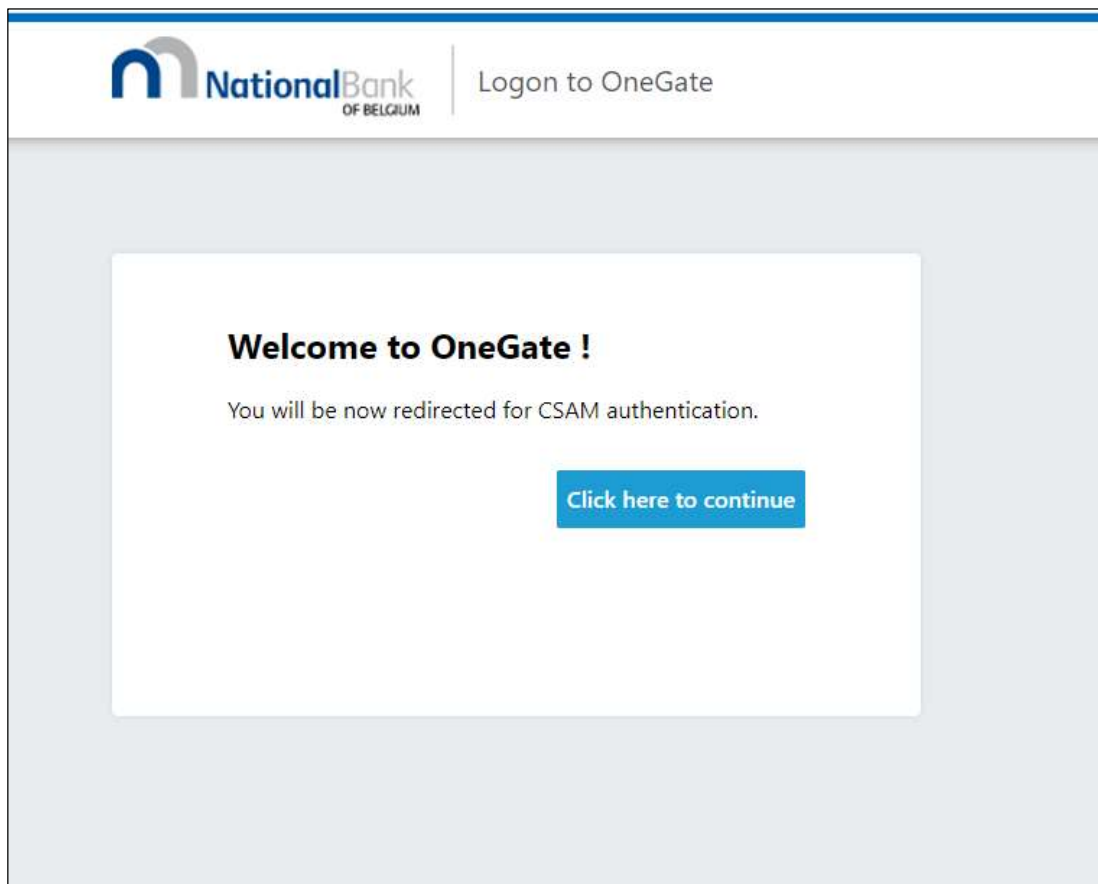 NationalBank
OF BELGIUM
Logon to OneGate
Welcome to OneGate !
You will be now redirected for CSAM authentication.
Click here to continue